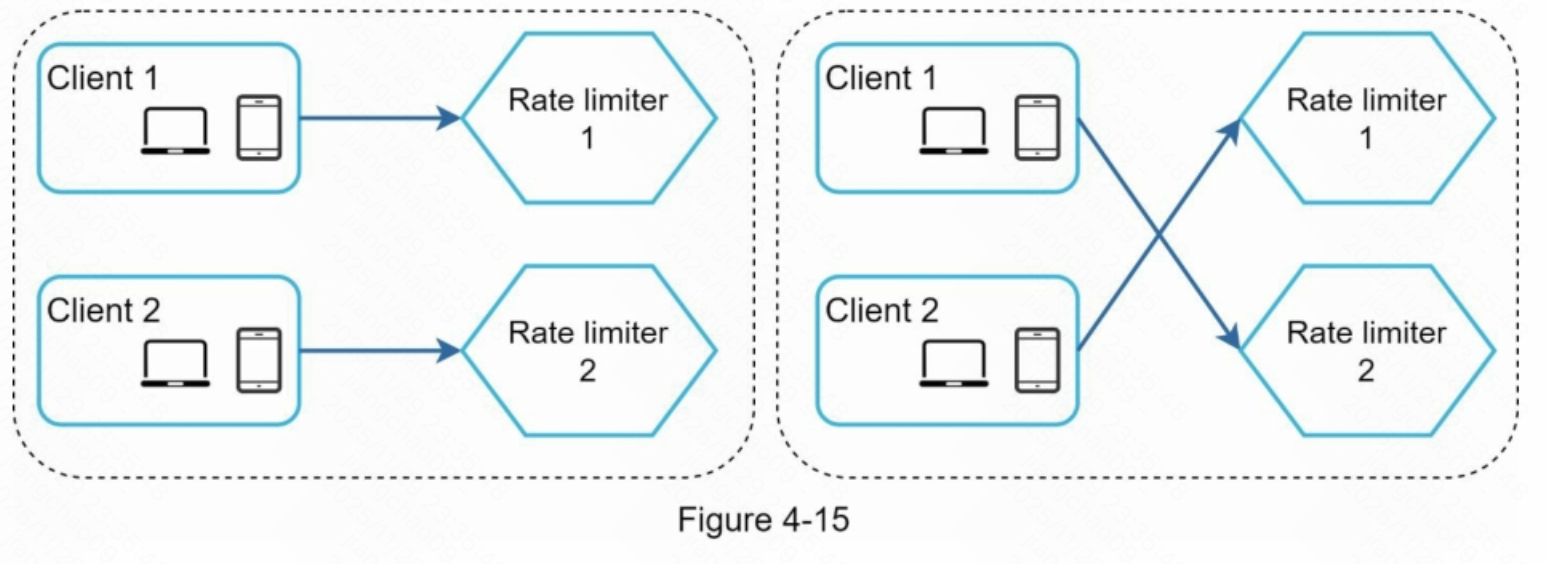 Client 1
Rate limiter
1
Client 2
Rate limiter
2
Client 1
Rate limiter
1
Client 2
Rate limiter
2
Figure 4-15